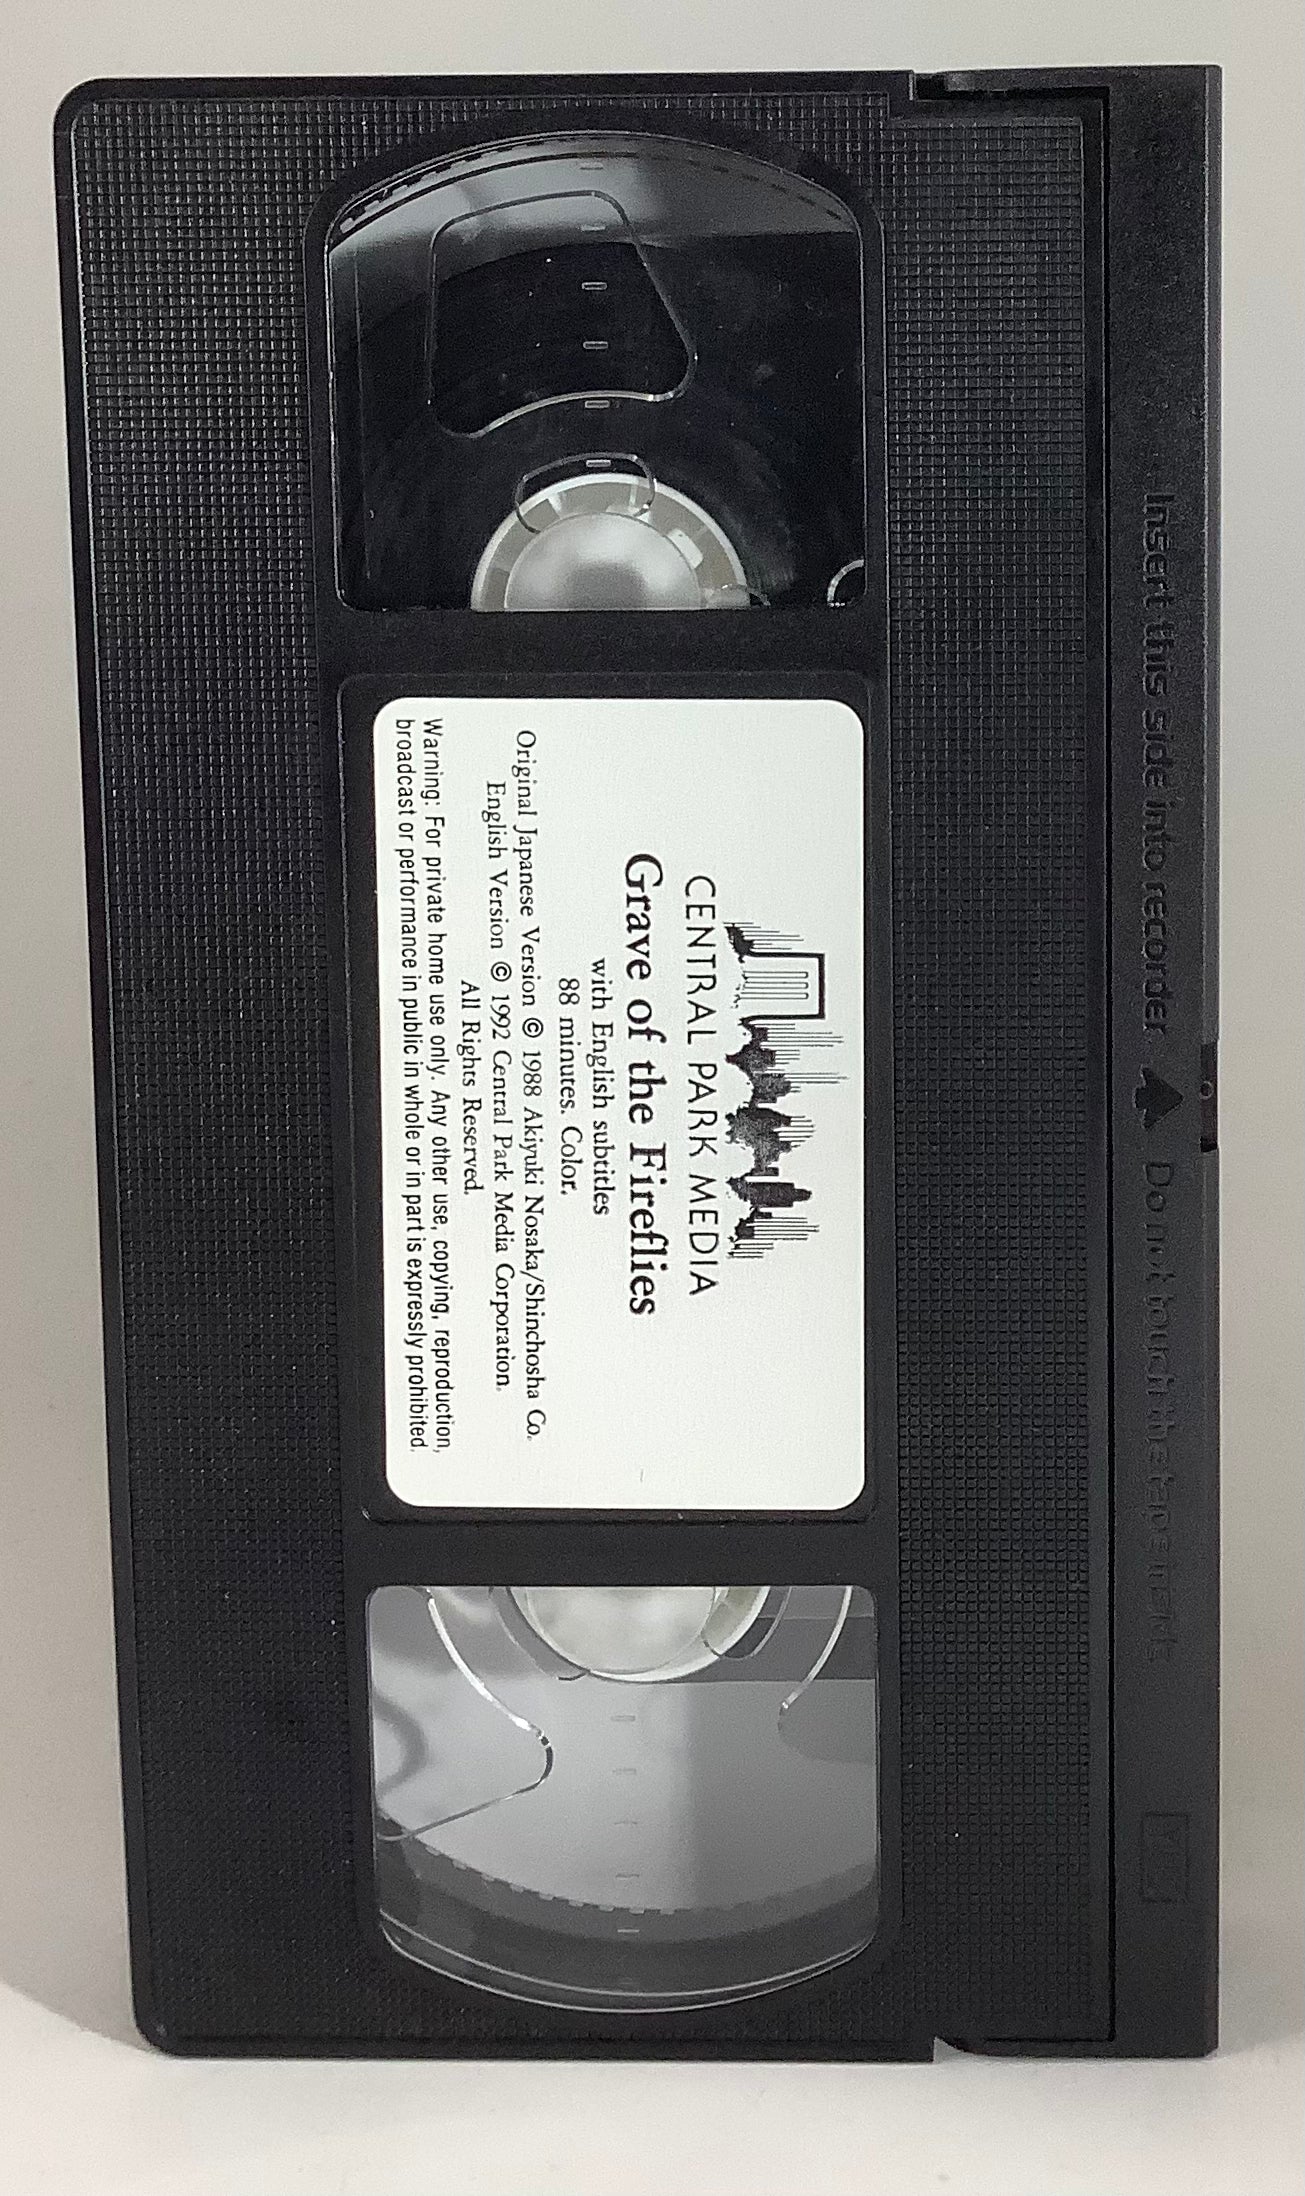 Insert this side into recorder
Do not touch the tape inside
CENTRAL PARK MEDIA
Grave of the Fireflies
with English subtitles
88 minutes. Color.
Original Japanese Version © 1988 Akiyuki Nosaka/Shinchosha Co.
English Version © 1992 Central Park Media Corporation.
All Rights Reserved.
Warning: For private home use only. Any other use, copying, reproduction,
broadcast or performance in public in whole or in part is expressly prohibited.